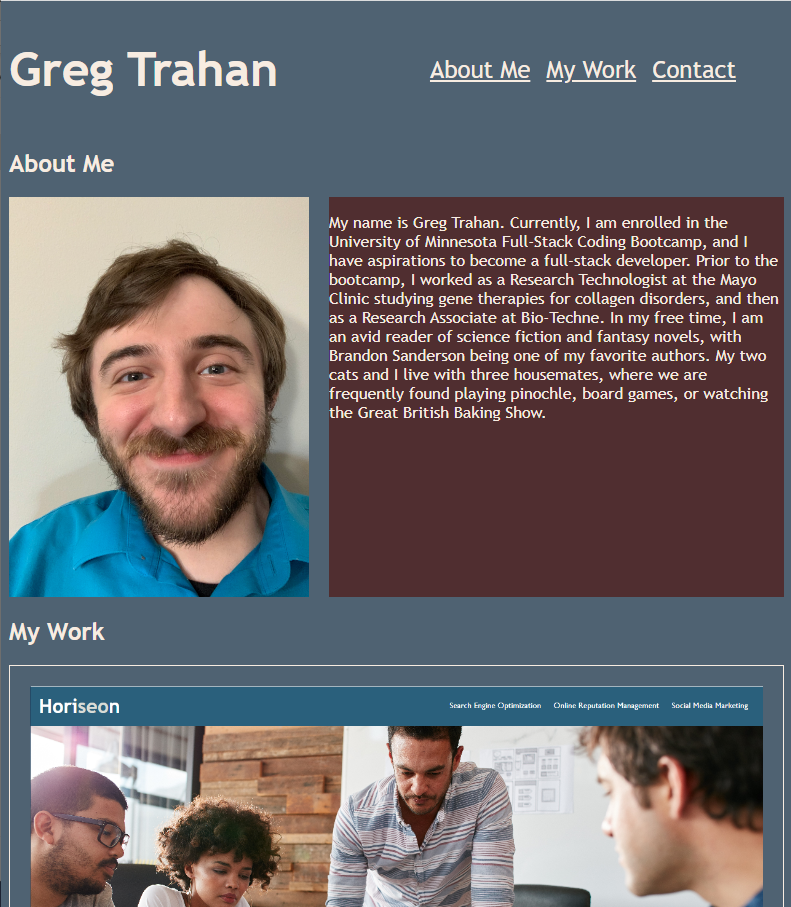 Greg Trahan
About Me My Work Contact
About Me
My name is Greg Trahan. Currently, I am enrolled in the
University of Minnesota Full-Stack Coding Bootcamp, and I
have aspirations to become a full-stack developer. Prior to the
bootcamp, I worked as a Research Technologist at the Mayo
Clinic studying gene therapies for collagen disorders, and then
as a Research Associate at Bio-Techne. In my free time, I am
an avid reader of science fiction and fantasy novels, with
Brandon Sanderson being one of my favorite authors. My two
cats and I live with three housemates, where we are
frequently found playing pinochle, board games, or watching
the Great British Baking Show.
My Work
Horiseon
Search Engine Optimization Online Reputation Management Social Media Marketing